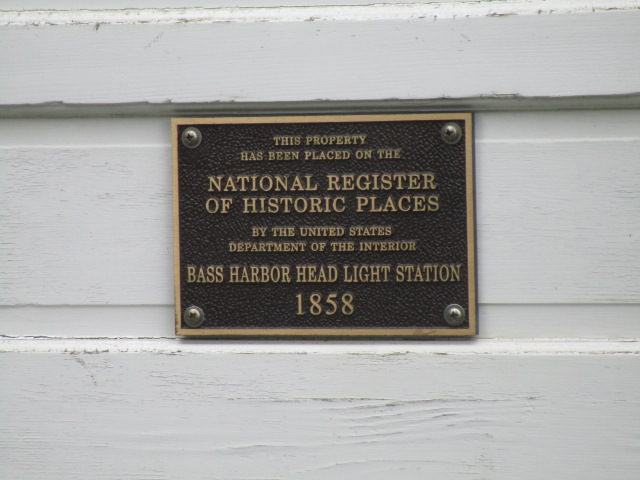 THIS PROPERTY
HAS BEEN PLACED ON THE
NATIONAL REGISTER
OF HISTORIC PLACES
BY THE UNITED STATES
DEPARTMENT OF THE INTERIOR
BASS HARBOR HEAD LIGHT STATION
1858